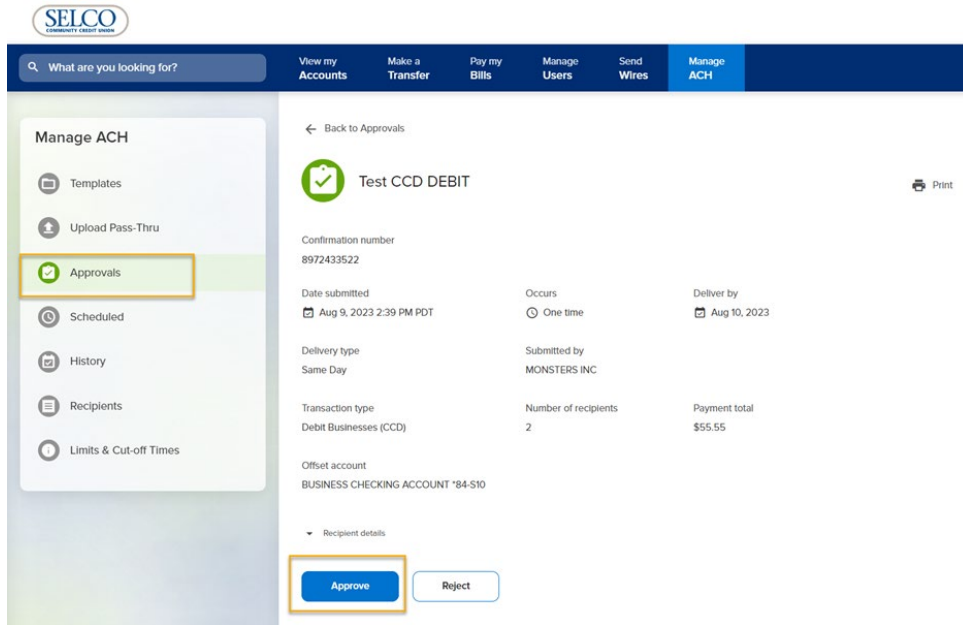 SELCO
COMMUNITY CREDIT UNION
What are you looking for?
View my Accounts
Make a Transfer
Pay my Bills
Manage Users
Send Wires
Manage ACH
Manage ACH
Templates
Upload Pass-Thru
Approvals
Scheduled
History
Recipients
Limits & Cut-off Times
Back to Approvals
Test CCD DEBIT
Print
Confirmation number
8972433522
Date submitted
Aug 9, 2023 2:39 PM PDT
Occurs
One time
Deliver by
Aug 10, 2023
Delivery type
Same Day
Submitted by
MONSTERS INC
Transaction type
Debit Businesses (CCD)
Number of recipients
2
Payment total
$55.55
Offset account
BUSINESS CHECKING ACCOUNT *84-S10
Recipient details
Approve
Reject